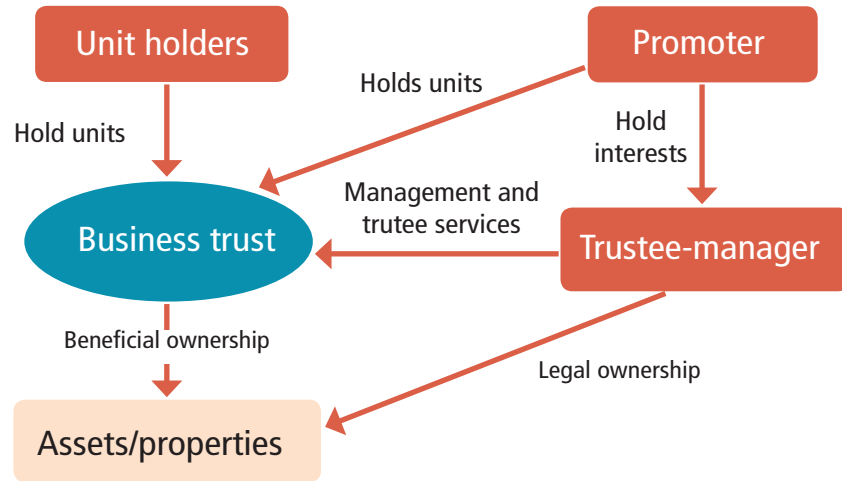 Unit holders
Promoter
Holds units
Hold units
Hold
interests
Management and
trutee services
Business trust
Trustee-manager
Beneficial ownership
Legal ownership
Assets/properties